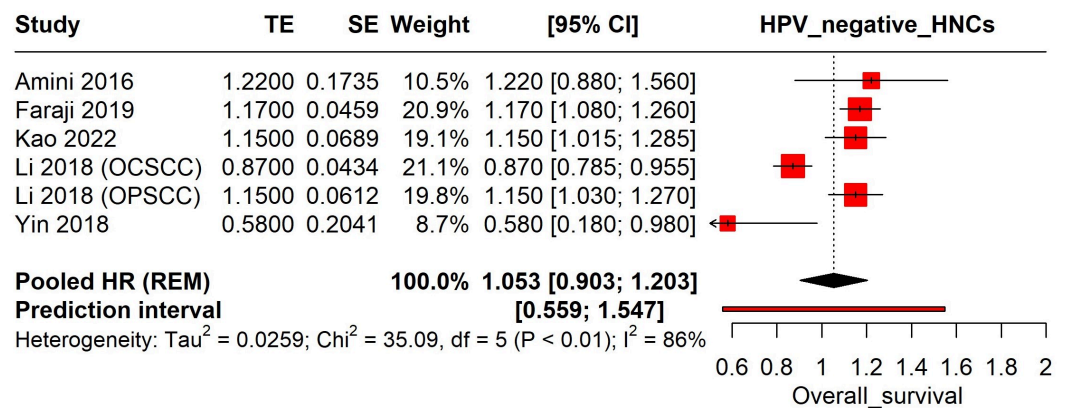 Study TE SE Weight [95% CI] HPV_negative_HNCs
Amini 2016 1.2200 0.1735 10.5% 1.220 [0.880; 1.560]
Faraji 2019 1.1700 0.0459 20.9% 1.170 [1.080; 1.260]
Kao 2022 1.1500 0.0689 19.1% 1.150 [1.015; 1.285]
Li 2018 (OCSCC) 0.8700 0.0434 21.1% 0.870 [0.785; 0.955]
Li 2018 (OPSCC) 1.1500 0.0612 19.8% 1.150 [1.030; 1.270]
Yin 2018 0.5800 0.2041 8.7% 0.580 [0.180; 0.980]
Pooled HR (REM) 100.0% 1.053 [0.903; 1.203]
Prediction interval [0.559; 1.547]
Heterogeneity: Tau² = 0.0259; Chi² = 35.09, df = 5 (P < 0.01); I² = 86%
0.6 0.8 1 1.2 1.4 1.6 1.8 2
Overall_survival